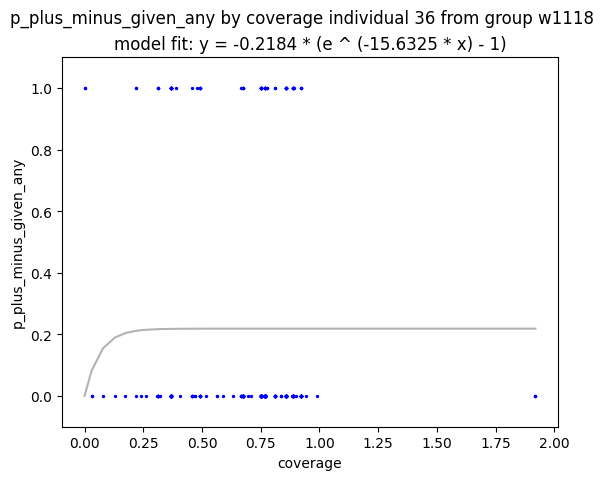 p_plus_minus_given_any by coverage individual 36 from group w1118
model fit: y = -0.2184 * (e ^ (-15.6325 * x) - 1)
p_plus_minus_given_any
1.0
0.8
0.6
0.4
0.2
0.0
0.00 0.25 0.50 0.75 1.00 1.25 1.50 1.75 2.00
coverage